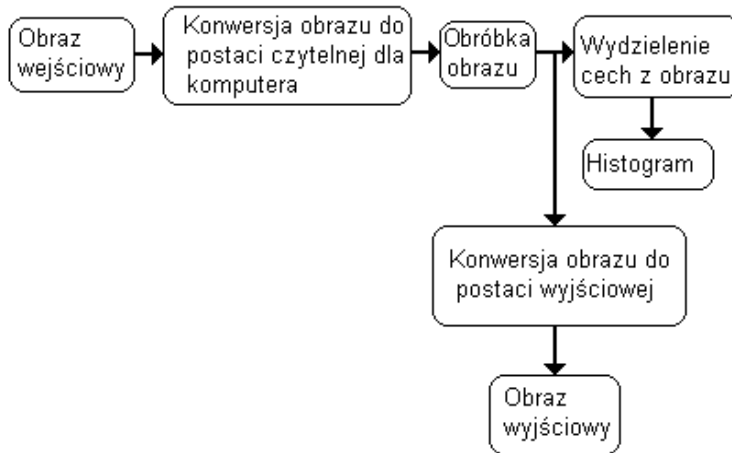 Obraz
wejściowy
Konwersja obrazu do
postaci czytelnej dla
komputera
Obróbka
obrazu
Wydzielenie
cech z obrazu
Histogram
Konwersja obrazu do
postaci wyjściowej
Obraz
wyjściowy